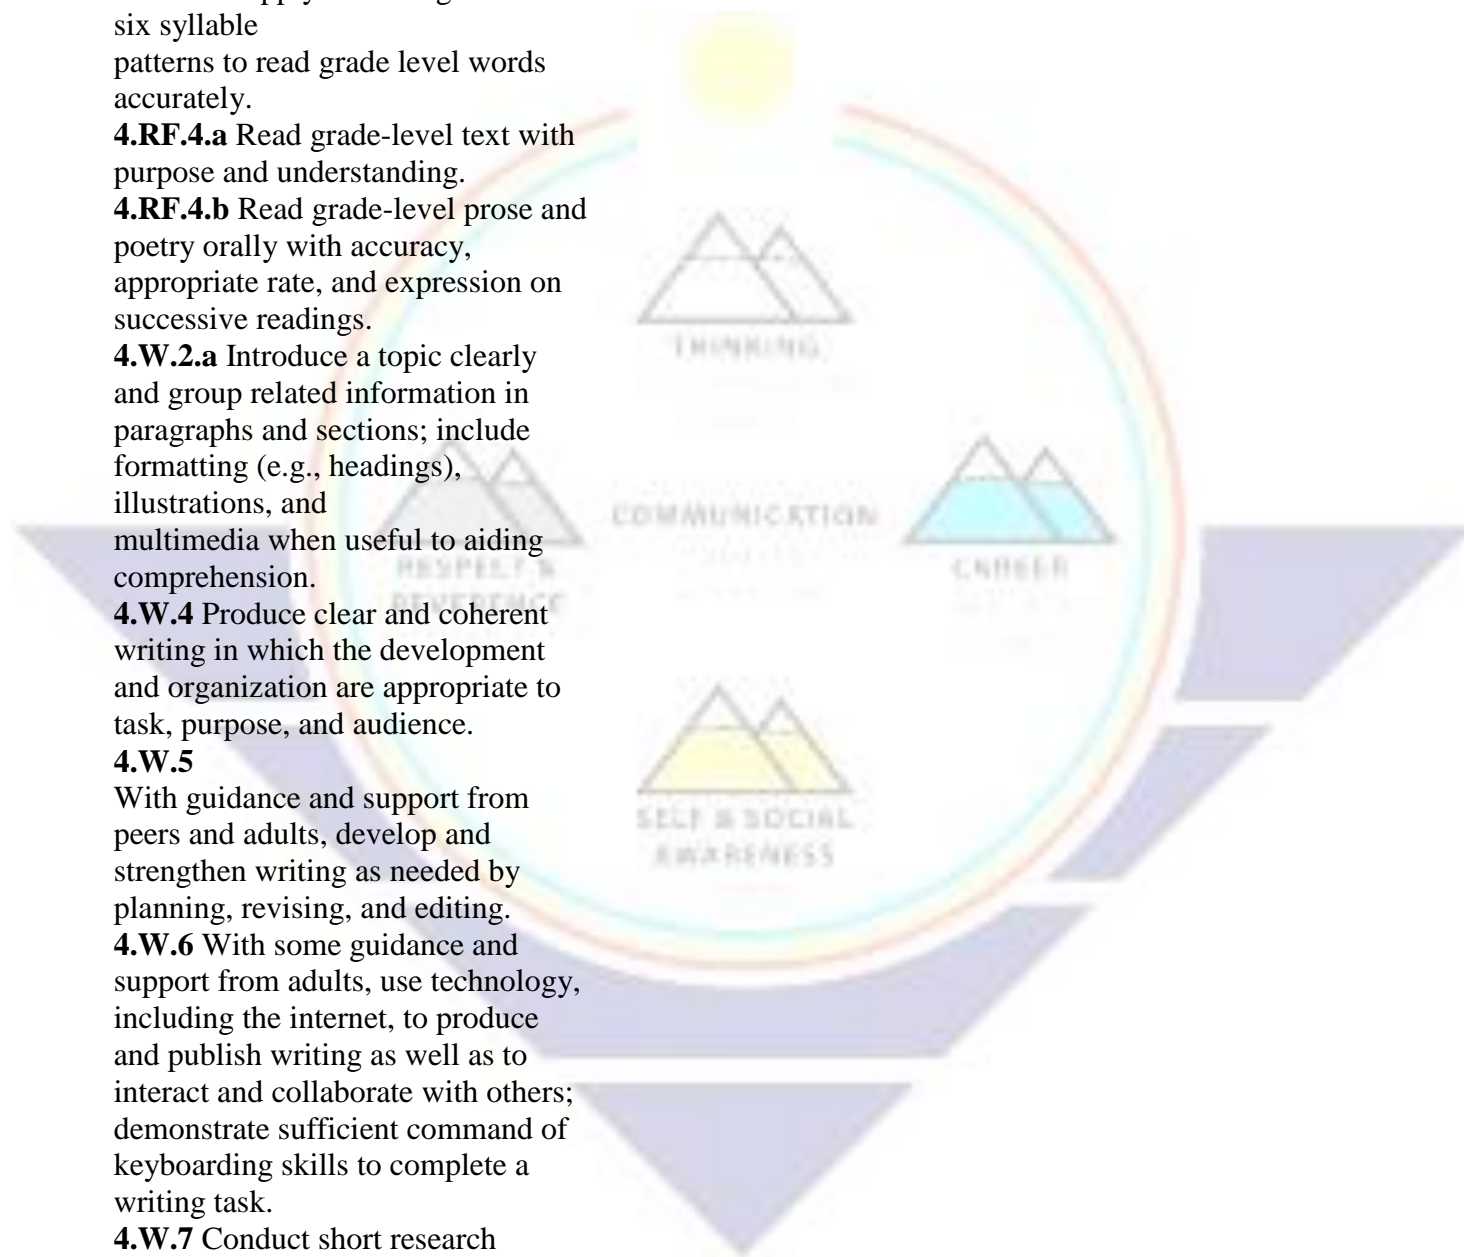 six syllable
patterns to read grade level words
accurately.
4.RF.4.a Read grade-level text with
purpose and understanding.
4.RF.4.b Read grade-level prose and
poetry orally with accuracy,
appropriate rate, and expression on
successive readings.
4.W.2.a Introduce a topic clearly
and group related information in
paragraphs and sections; include
formatting (e.g., headings),
illustrations, and
multimedia when useful to aiding
comprehension.
4.W.4 Produce clear and coherent
writing in which the development
and organization are appropriate to
task, purpose, and audience.
4.W.5
With guidance and support from
peers and adults, develop and
strengthen writing as needed by
planning, revising, and editing.
4.W.6 With some guidance and
support from adults, use technology,
including the internet, to produce
and publish writing as well as to
interact and collaborate with others;
demonstrate sufficient command of
keyboarding skills to complete a
writing task.
4.W.7 Conduct short research
THINKING
COMMUNICATION
RESPECT &
REVERENCE
CAREER
SELF & SOCIAL
AWARENESS